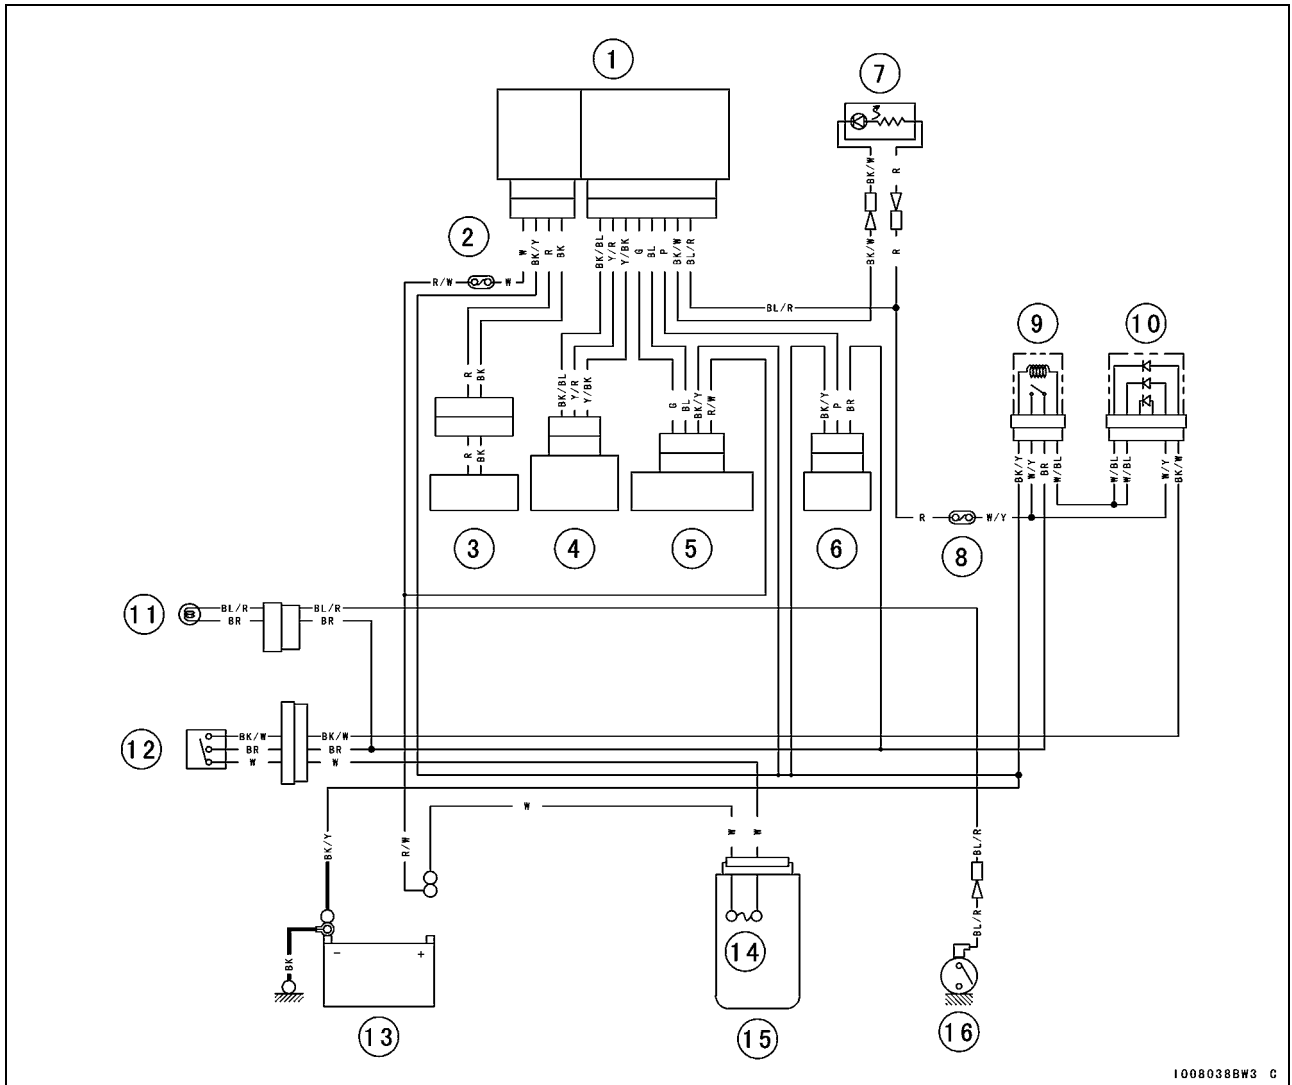 1
7
BK/W
R
2
W
BK/Y
R
BK
BK/BL
Y/R
Y/BK
G
BL
P
BK/W
BL/R
BK/W
R
R/W
W
BL/R
9
10
R
BK
BK/BL
Y/R
Y/BK
G
BL
BK/Y
R/W
BK/Y
P
BR
R
BK
BK/Y
W/Y
BR
W/BL
W/BL
W/BL
W/Y
BK/W
R
W/Y
3
4
5
6
8
11
BL/R
BL/R
BR
BR
12
BK/W
BK/W
BR
BR
W
W
W
BK/Y
R/W
W
W
BL/R
BL/R
BK
-
+
14
13
15
16
I008038BW3 C